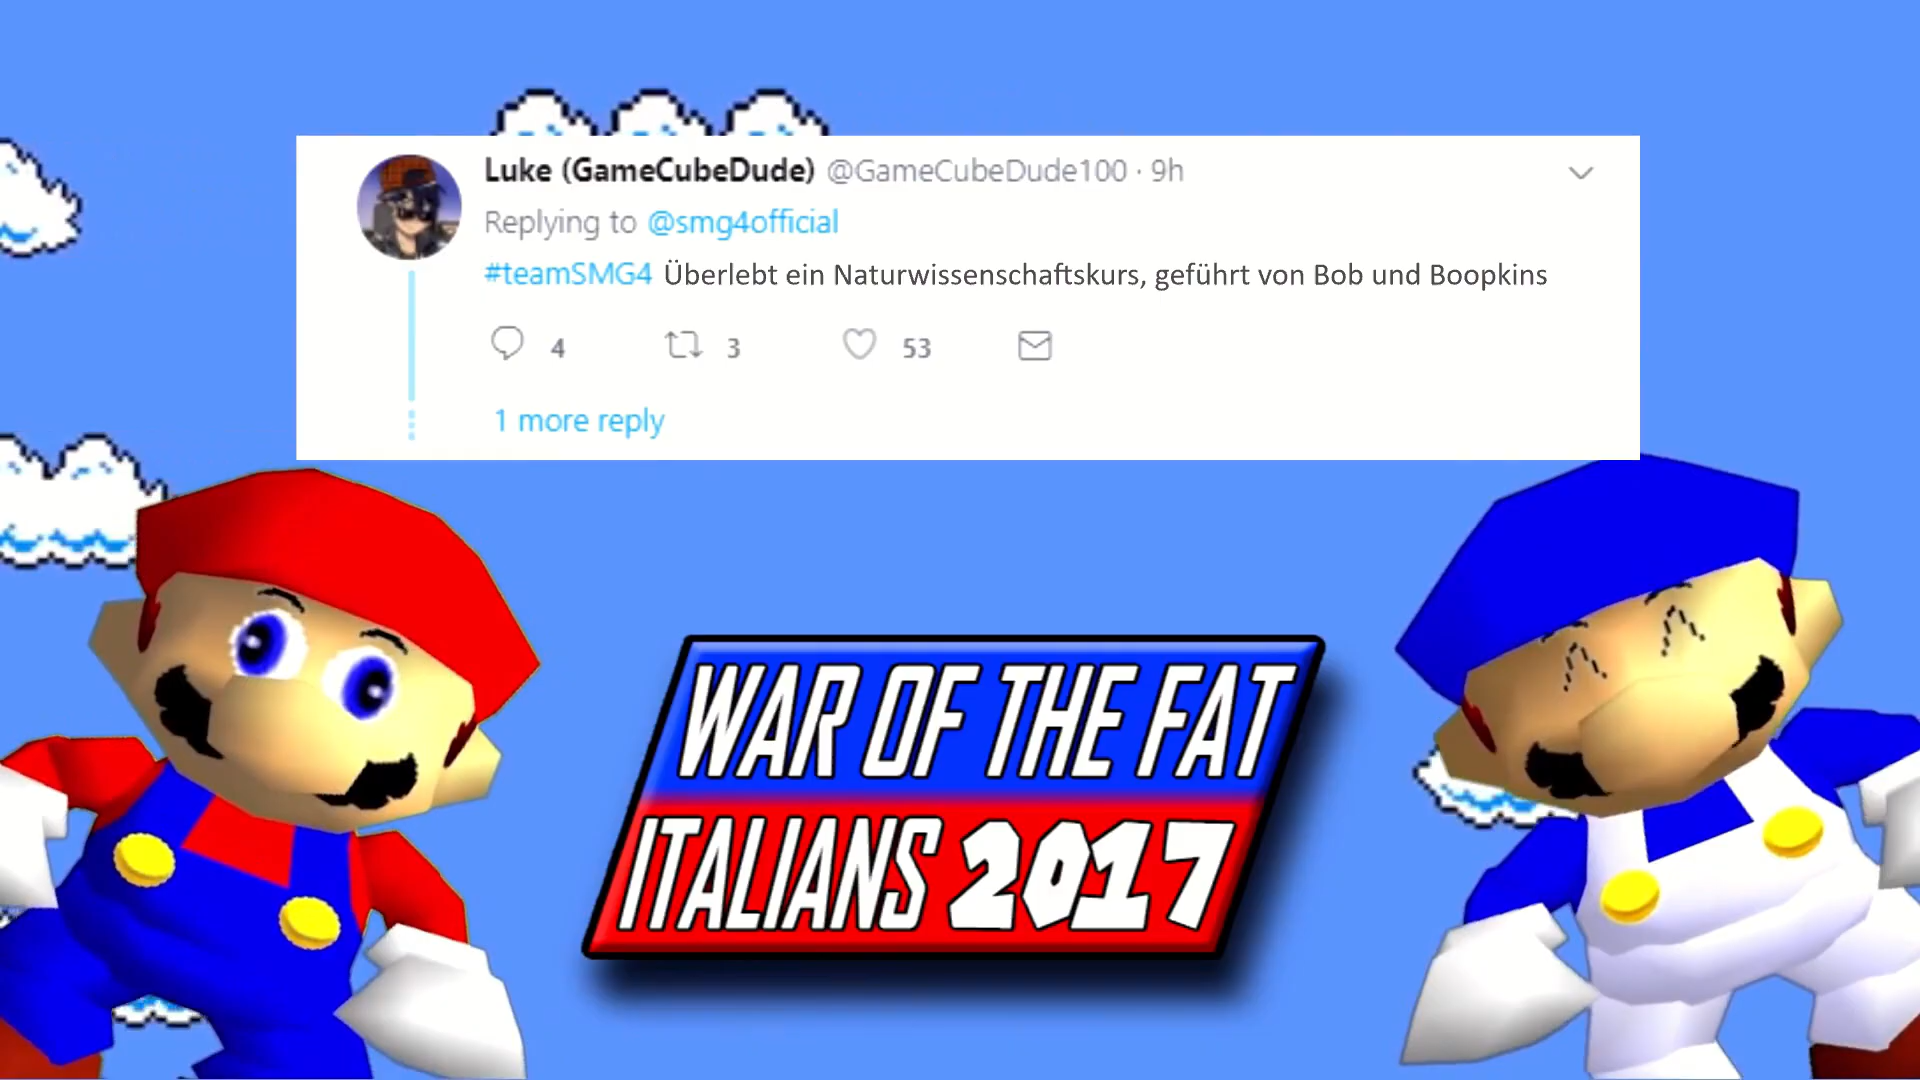 Luke (GameCubeDude) @GameCubeDude100 · 9h
Replying to @smg4official
#teamSMG4 Überlebt ein Naturwissenschaftskurs, geführt von Bob und Boopkins
4 3 53
1 more reply
WAR OF THE FAT
ITALIANS 2017